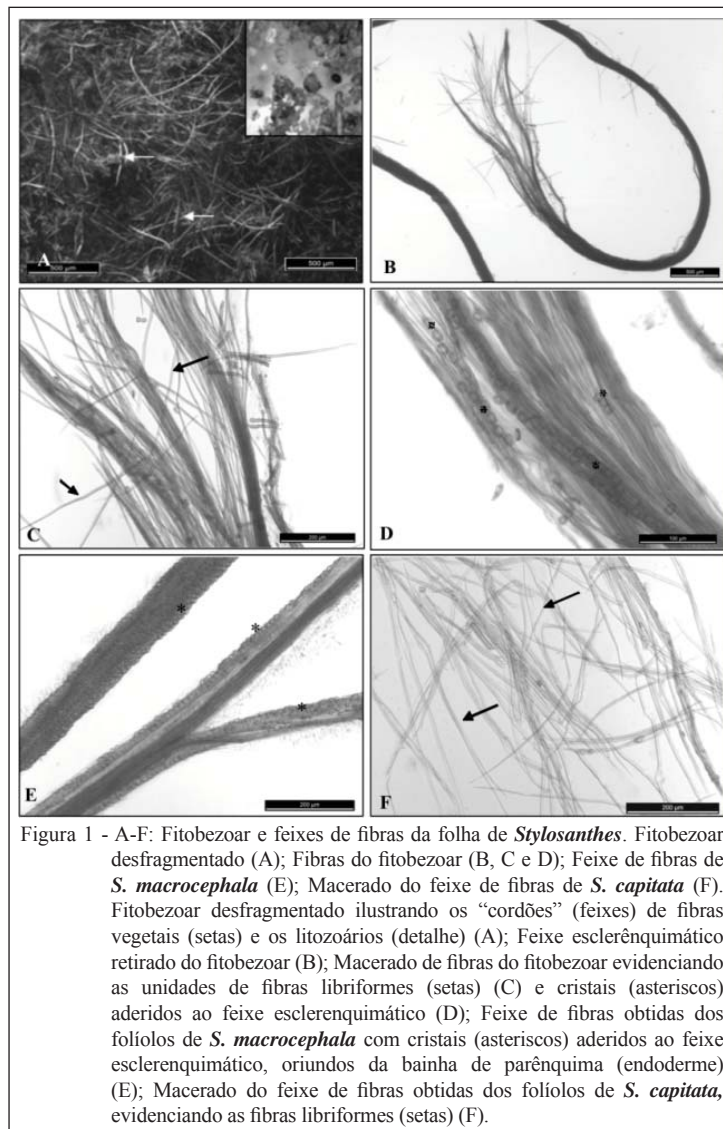 A
500 µm
500 µm
B
500 µm
C
200 µm
D
100 µm
E
200 µm
F
200 µm
Figura 1 - A-F: Fitobezoar e feixes de fibras da folha de Stylosanthes. Fitobezoar
desfragmentado (A); Fibras do fitobezoar (B, C e D); Feixe de fibras de
S. macrocephala (E); Macerado do feixe de fibras de S. capitata (F).
Fitobezoar desfragmentado ilustrando os “cordões” (feixes) de fibras
vegetais (setas) e os litozoários (detalhe) (A); Feixe esclerênquimático
retirado do fitobezoar (B); Macerado de fibras do fitobezoar evidenciando
as unidades de fibras libriformes (setas) (C) e cristais (asteriscos)
aderidos ao feixe esclerenquimático (D); Feixe de fibras obtidas dos
folíolos de S. macrocephala com cristais (asteriscos) aderidos ao feixe
esclerenquimático, oriundos da bainha de parênquima (endoderme)
(E); Macerado do feixe de fibras obtidas dos folíolos de S. capitata,
evidenciando as fibras libriformes (setas) (F).